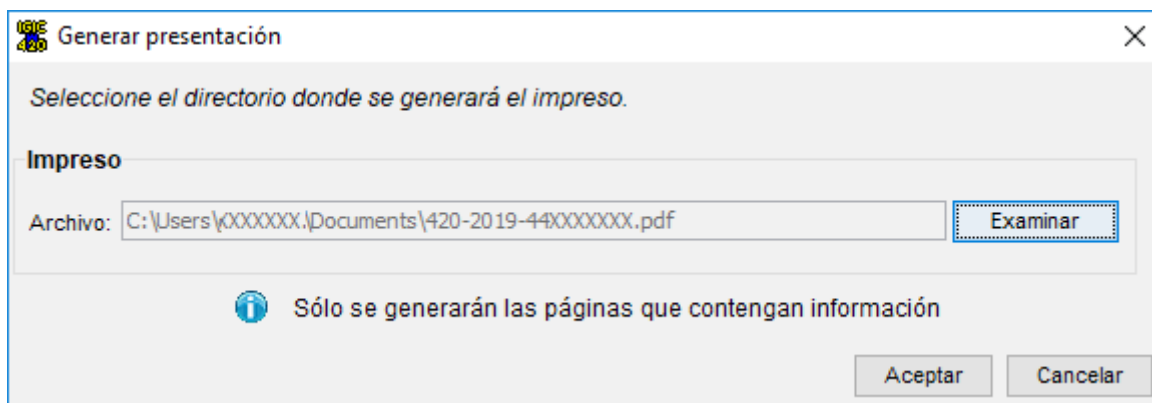 IGIC
420
Generar presentación
Seleccione el directorio donde se generará el impreso.
Impreso
Archivo: C:\Users\XXXXXXX.\Documents\420-2019-44XXXXXXX.pdf Examinar
Sólo se generarán las páginas que contengan información
Aceptar Cancelar